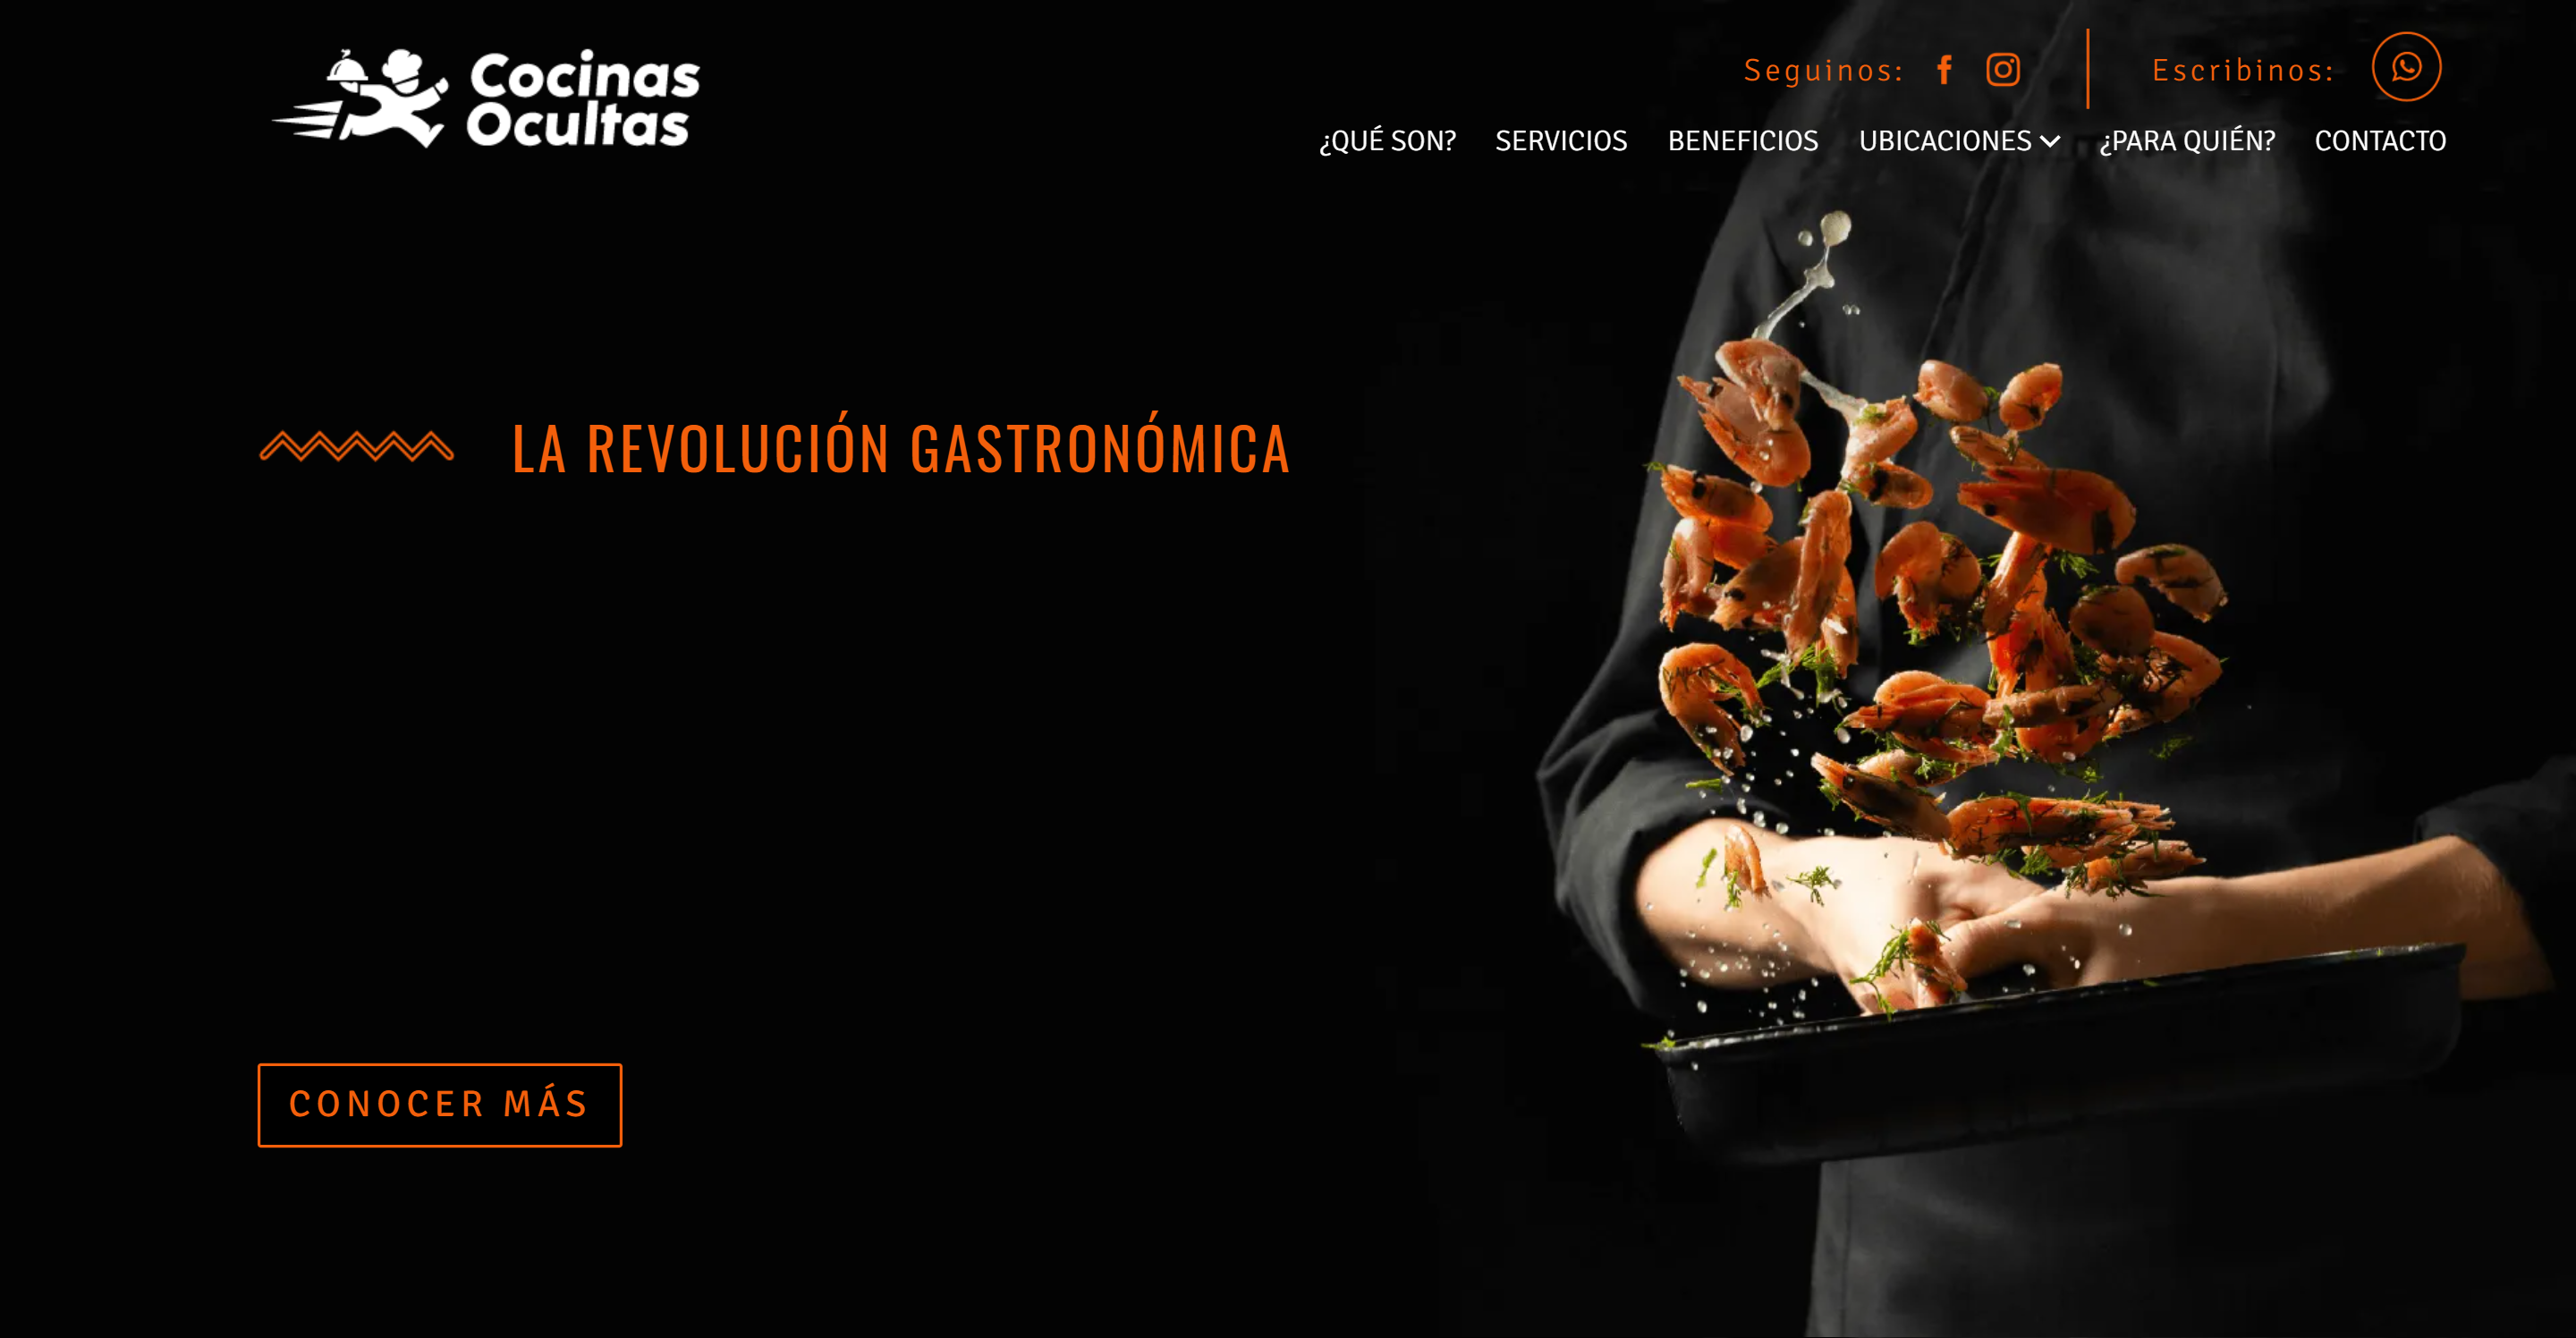 Cocinas
Ocultas
Seguinos:
Escribinos:
¿QUÉ SON? SERVICIOS BENEFICIOS UBICACIONES ¿PARA QUIÉN? CONTACTO
LA REVOLUCIÓN GASTRONÓMICA
CONOCER MÁS